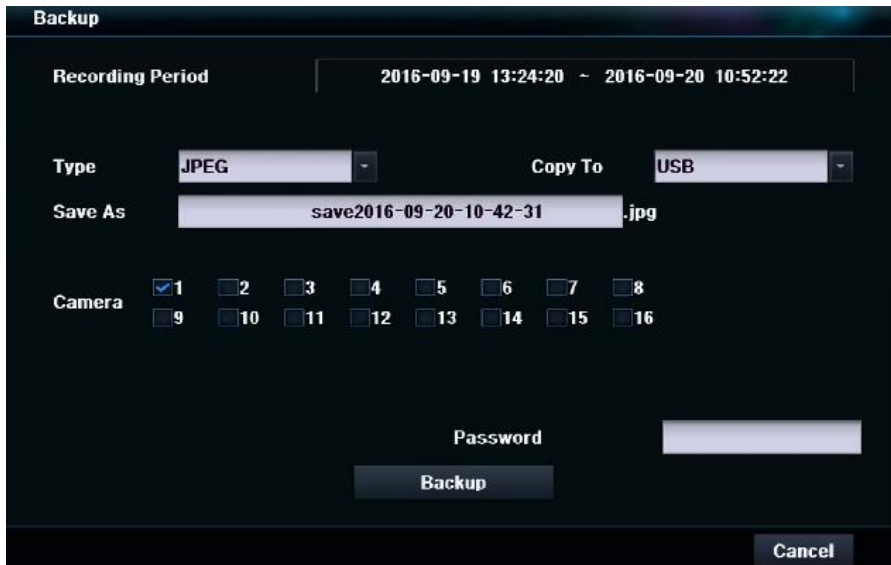 Backup
Recording Period 2016-09-19 13:24:20 ~ 2016-09-20 10:52:22
Type JPEG Copy To USB
Save As save2016-09-20-10-42-31 .jpg
Camera 1 2 3 4 5 6 7 8
9 10 11 12 13 14 15 16
Password
Backup
Cancel